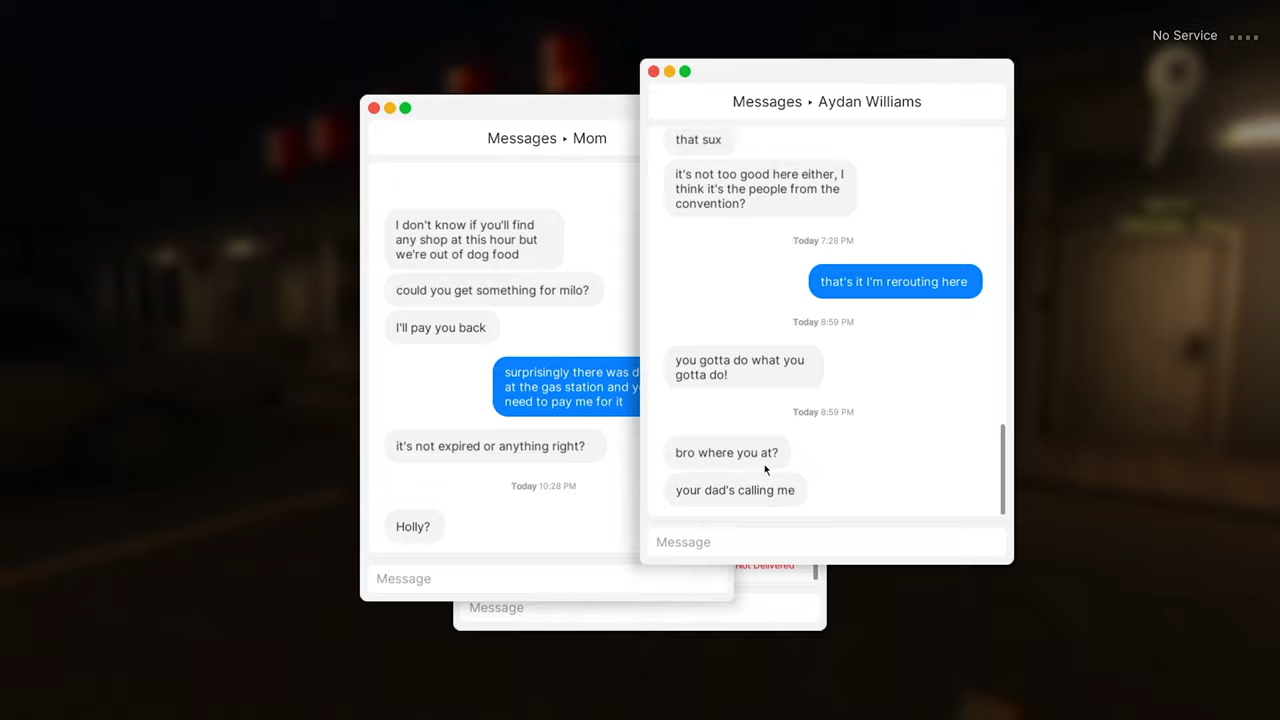 No Service
Messages ▸ Mom
I don't know if you'll find
any shop at this hour but
we're out of dog food
could you get something for milo?
I'll pay you back
surprisingly there was
at the gas station and
need to pay me for it
it's not expired or anything right?
Today 10:28 PM
Holly?
Message
Messages ▸ Aydan Williams
that sux
it's not too good here either, I
think it's the people from the
convention?
Today 7:28 PM
that's it I'm rerouting here
Today 8:59 PM
you gotta do what you
gotta do!
Today 8:59 PM
bro where you at?
your dad's calling me
Message
Not Delivered
Message